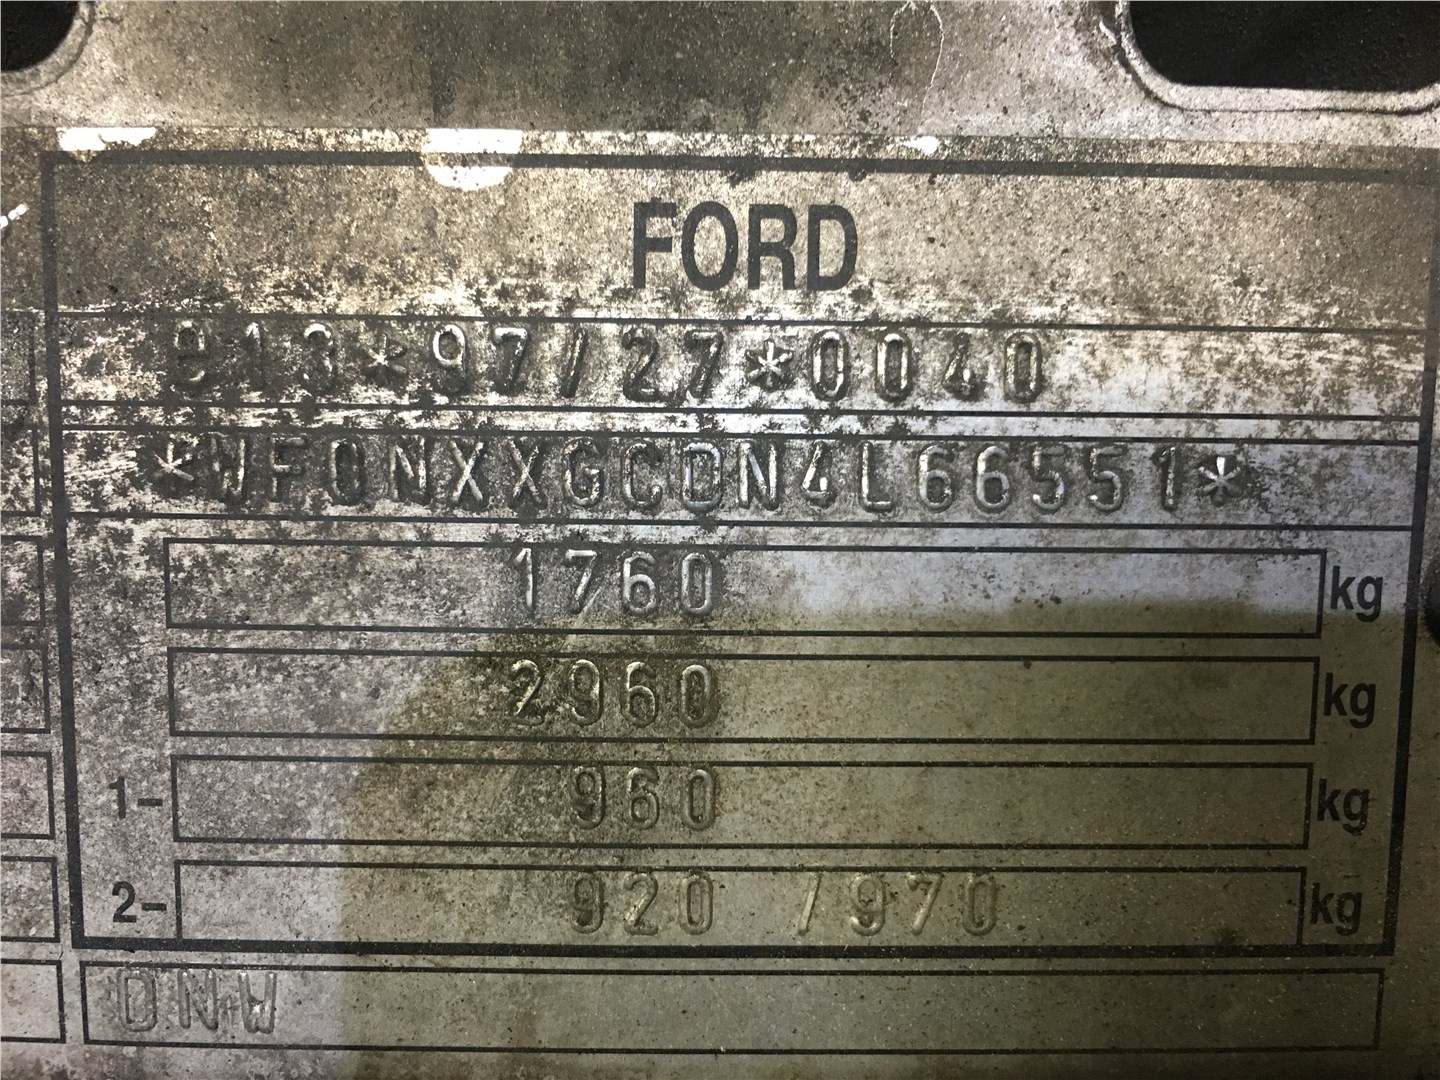 FORD
e13*97/27*0040
*WF0NXXGCDN4L66551*
1760 kg
2960 kg
1- 960 kg
2- 920 /970 kg
DNW